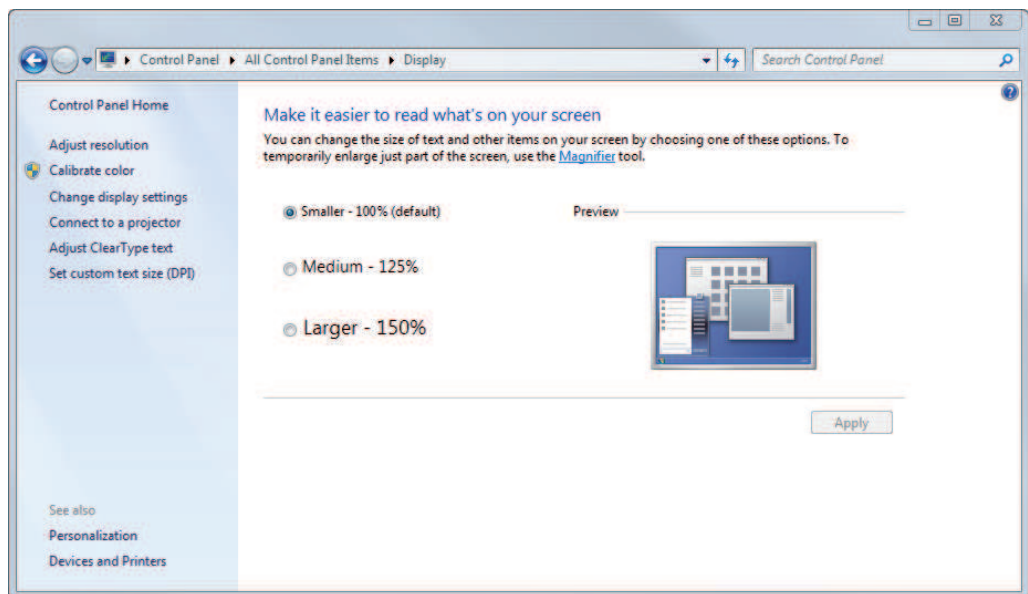 Control Panel All Control Panel Items Display
Search Control Panel
Control Panel Home
Adjust resolution
Calibrate color
Change display settings
Connect to a projector
Adjust ClearType text
Set custom text size (DPI)
See also
Personalization
Devices and Printers
Make it easier to read what's on your screen
You can change the size of text and other items on your screen by choosing one of these options. To
temporarily enlarge just part of the screen, use the Magnifier tool.
Smaller - 100% (default)
Medium - 125%
Larger - 150%
Preview
Apply